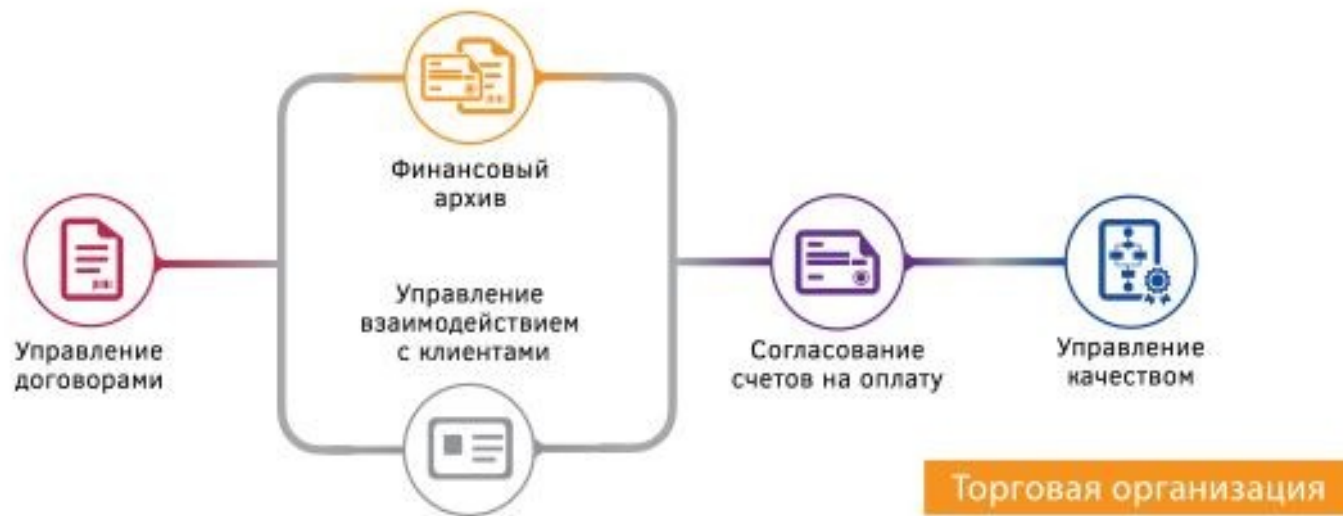 Финансовый
архив
Управление
взаимодействием
с клиентами
Управление
договорами
Согласование
счетов на оплату
Управление
качеством
Торговая организация